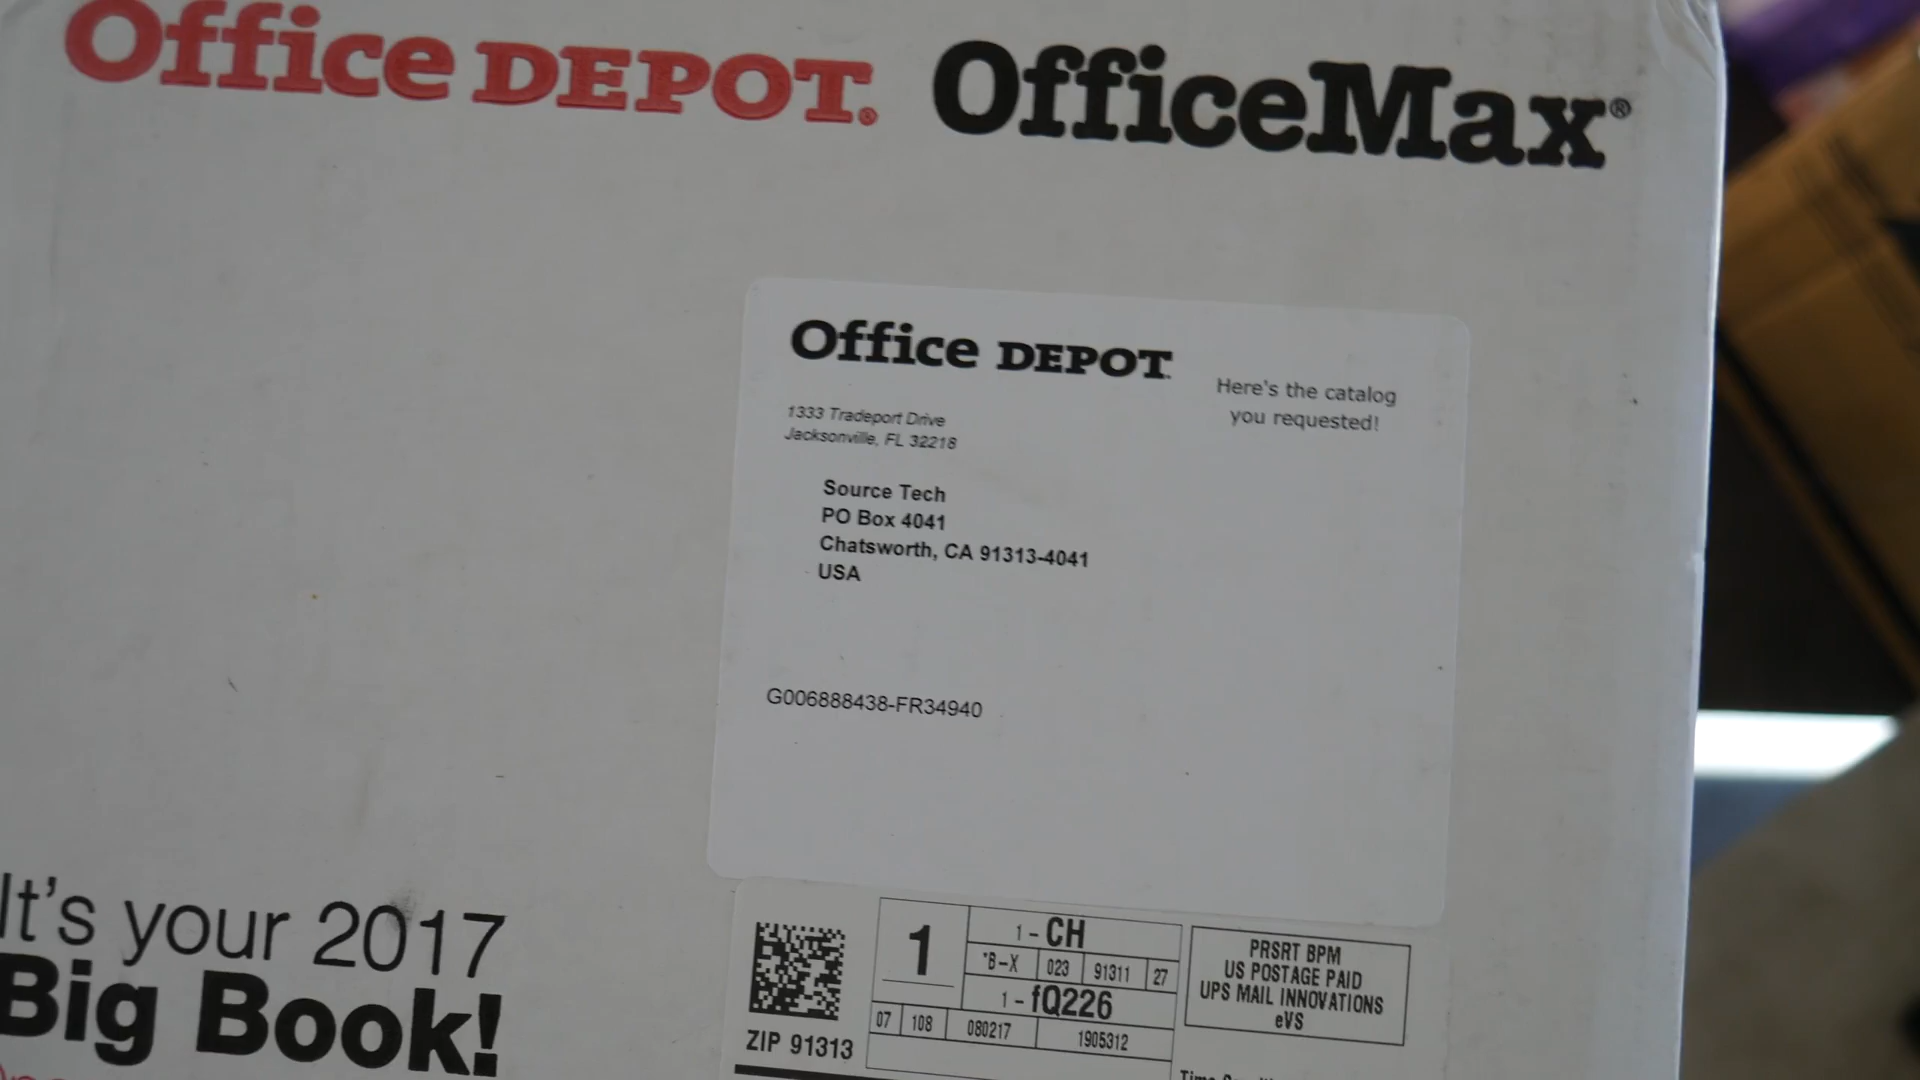 Office DEPOT. OfficeMax®
Office DEPOT.
Here's the catalog
you requested!
1333 Tradeport Drive
Jacksonville, FL 32218
Source Tech
PO Box 4041
Chatsworth, CA 91313-4041
USA
G006888438-FR34940
It's your 2017
Big Book!
ZIP 91313
1
1 - CH
*B-X 023 91311 27
1 - fQ226
07 108 080217 1905312
PRSRT BPM
US POSTAGE PAID
UPS MAIL INNOVATIONS
eVS